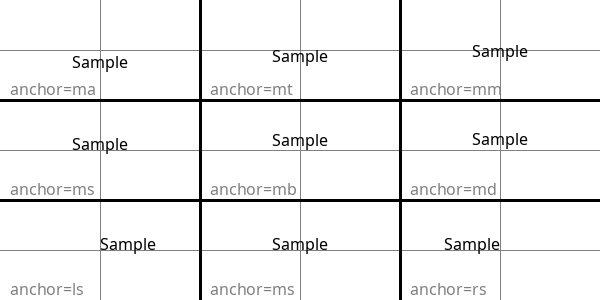 Sample Sample Sample
anchor=ma anchor=mt anchor=mm
Sample Sample Sample
anchor=ms anchor=mb anchor=md
Sample Sample Sample
anchor=ls anchor=ms anchor=rs